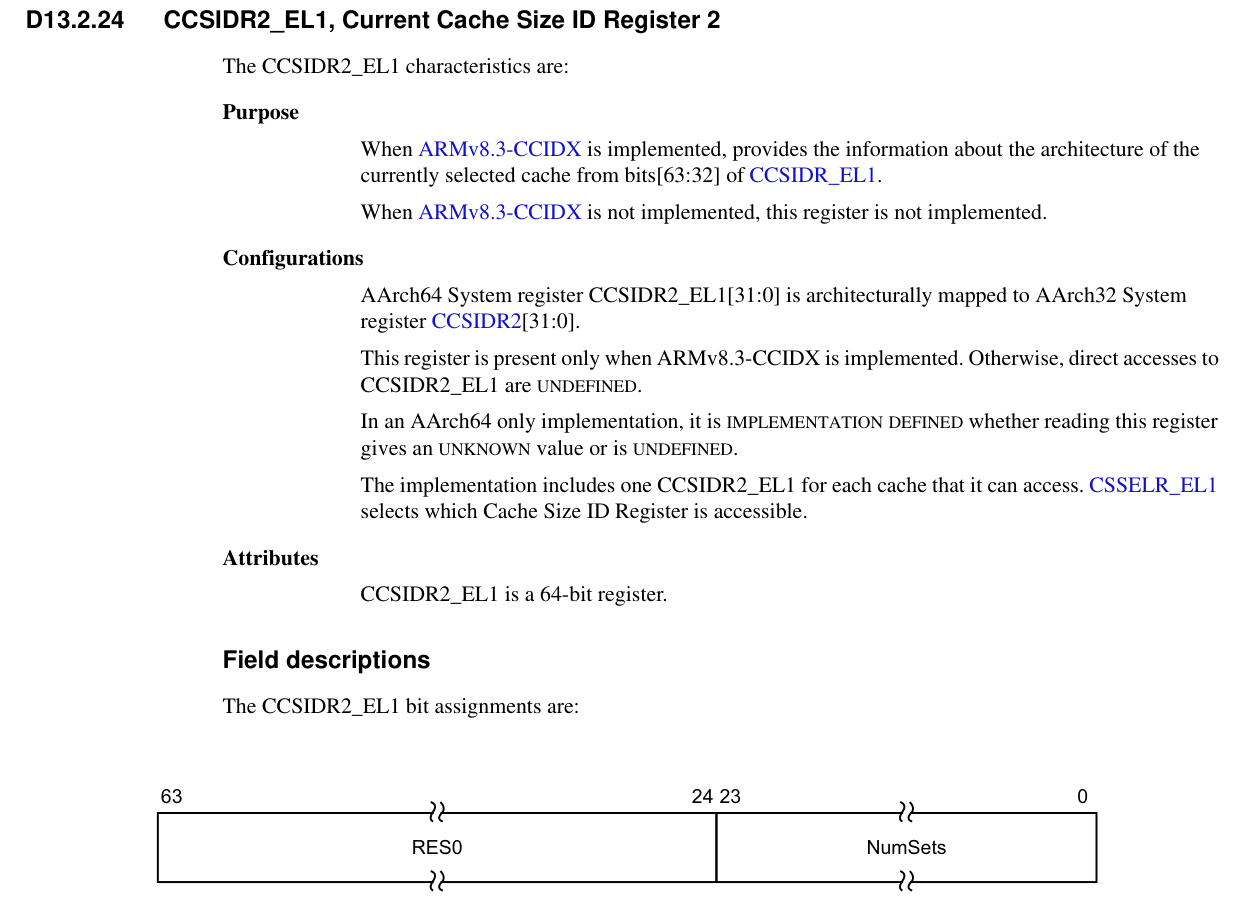 D13.2.24 CCSIDR2_EL1, Current Cache Size ID Register 2
The CCSIDR2_EL1 characteristics are:
Purpose
When ARMv8.3-CCIDX is implemented, provides the information about the architecture of the
currently selected cache from bits[63:32] of CCSIDR_EL1.
When ARMv8.3-CCIDX is not implemented, this register is not implemented.
Configurations
AArch64 System register CCSIDR2_EL1[31:0] is architecturally mapped to AArch32 System
register CCSIDR2[31:0].
This register is present only when ARMv8.3-CCIDX is implemented. Otherwise, direct accesses to
CCSIDR2_EL1 are UNDEFINED.
In an AArch64 only implementation, it is IMPLEMENTATION DEFINED whether reading this register
gives an UNKNOWN value or is UNDEFINED.
The implementation includes one CCSIDR2_EL1 for each cache that it can access. CSSELR_EL1
selects which Cache Size ID Register is accessible.
Attributes
CCSIDR2_EL1 is a 64-bit register.
Field descriptions
The CCSIDR2_EL1 bit assignments are:
63 24 23 0
RES0 NumSets